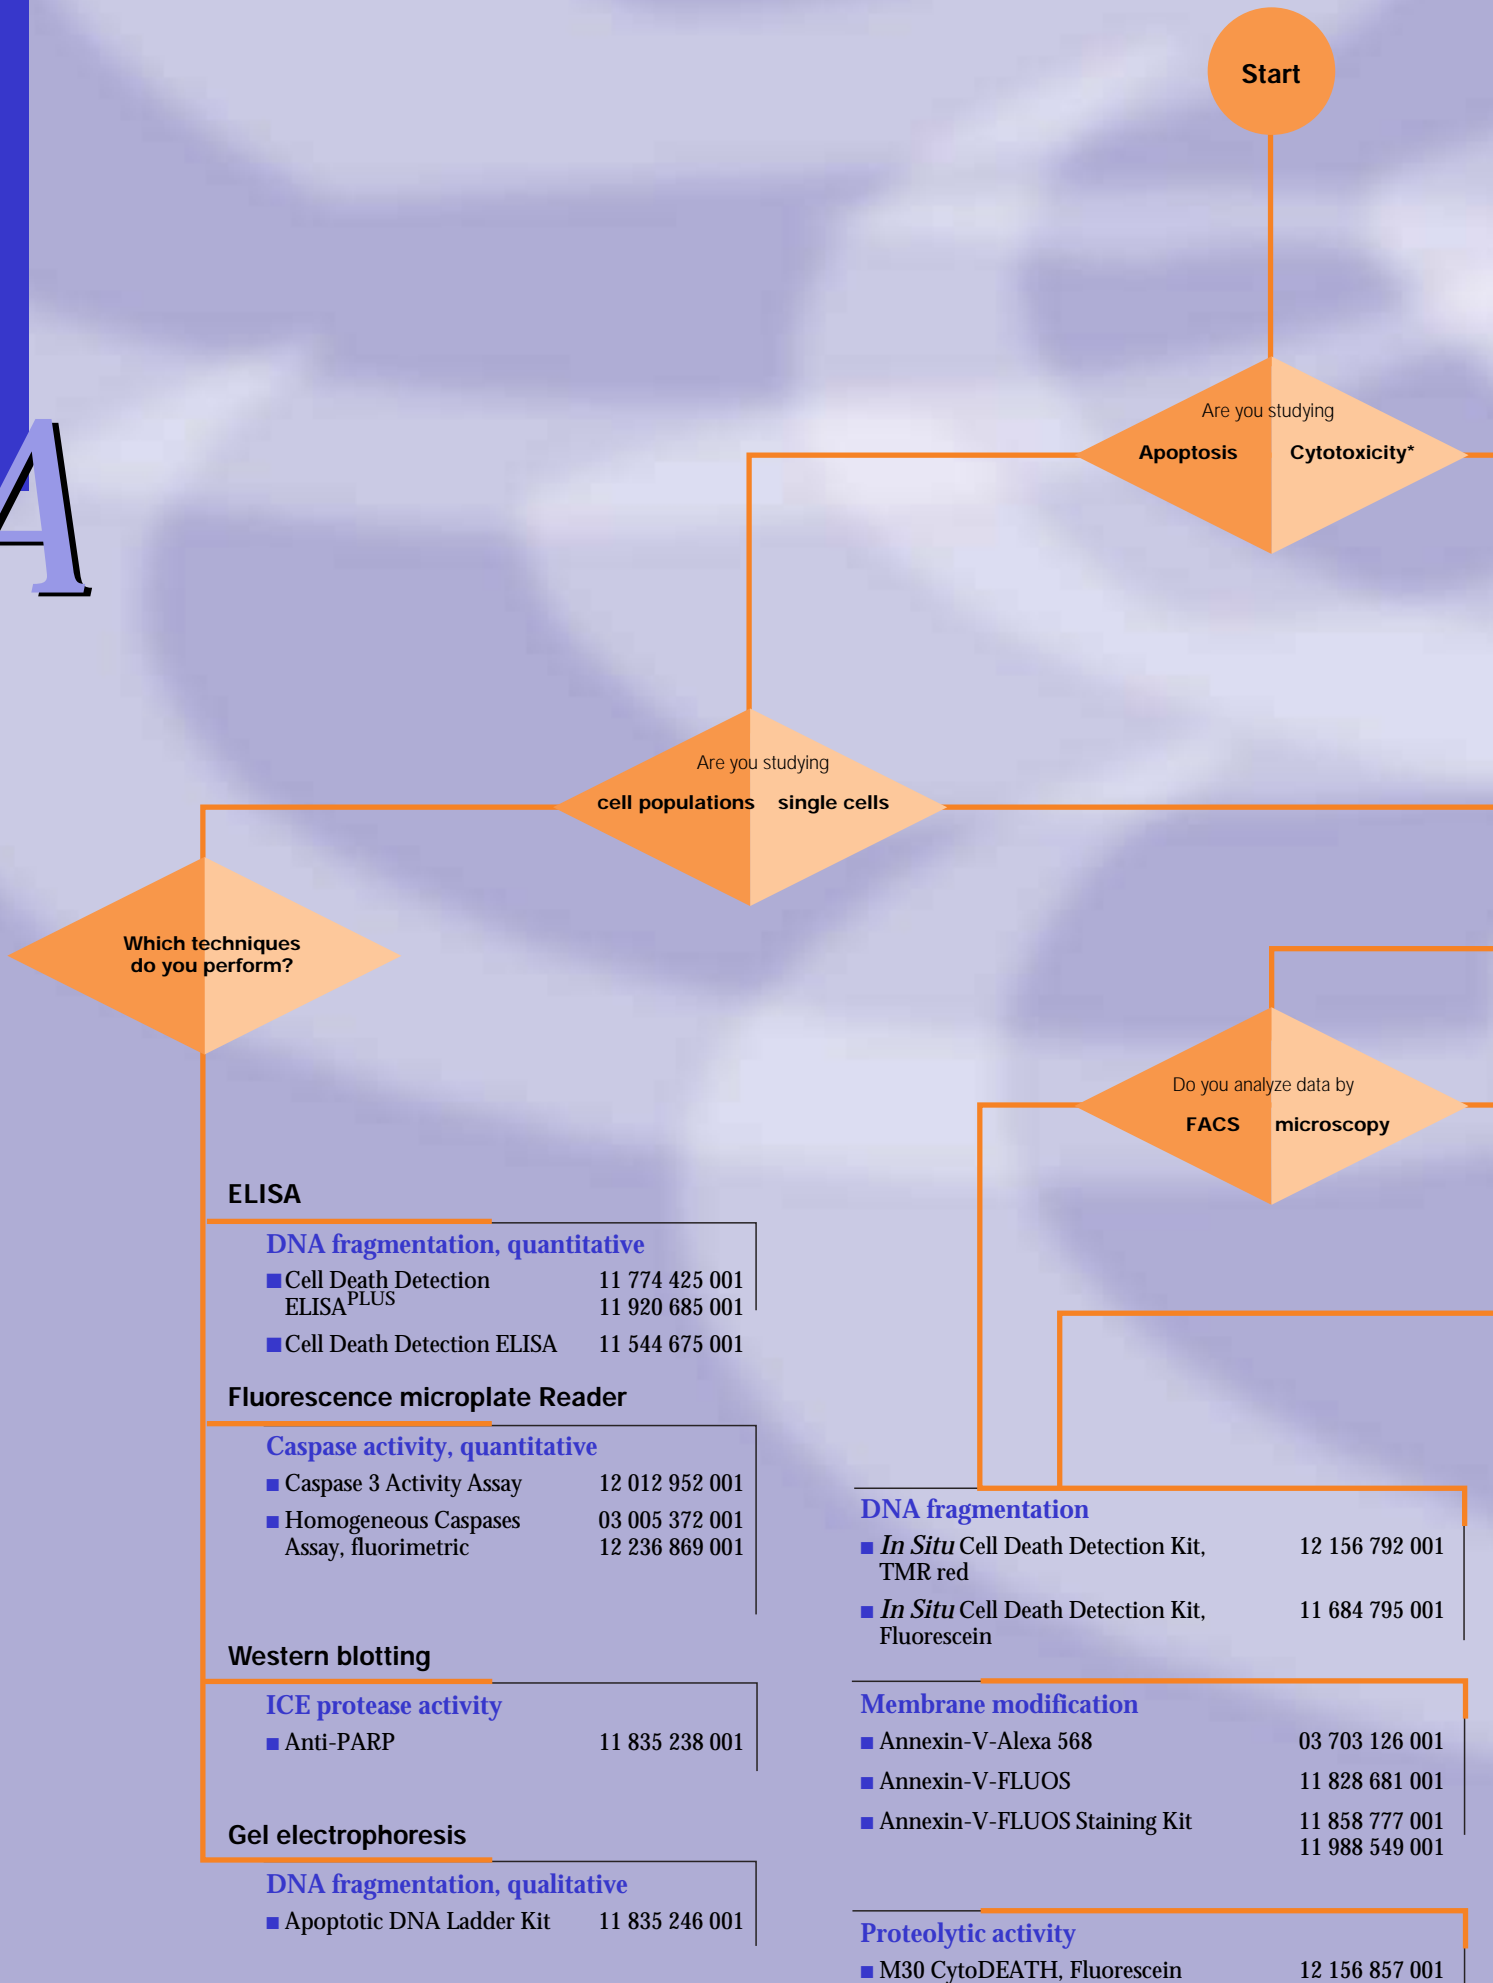 Start
A
Are you studying
Apoptosis Cytotoxicity*
Are you studying
cell populations single cells
Which techniques
do you perform?
Do you analyze data by
FACS microscopy
ELISA
DNA fragmentation, quantitative
■ Cell Death Detection 11 774 425 001
ELISAPLUS 11 920 685 001
■ Cell Death Detection ELISA 11 544 675 001
Fluorescence microplate Reader
Caspase activity, quantitative
■ Caspase 3 Activity Assay 12 012 952 001
■ Homogeneous Caspases 03 005 372 001
Assay, fluorimetric 12 236 869 001
Western blotting
ICE protease activity
■ Anti-PARP 11 835 238 001
Gel electrophoresis
DNA fragmentation, qualitative
■ Apoptotic DNA Ladder Kit 11 835 246 001
DNA fragmentation
■ In Situ Cell Death Detection Kit, 12 156 792 001
TMR red
■ In Situ Cell Death Detection Kit, 11 684 795 001
Fluorescein
Membrane modification
■ Annexin-V-Alexa 568 03 703 126 001
■ Annexin-V-FLUOS 11 828 681 001
■ Annexin-V-FLUOS Staining Kit 11 858 777 001
11 988 549 001
Proteolytic activity
■ M30 CytoDEATH, Fluorescein 12 156 857 001